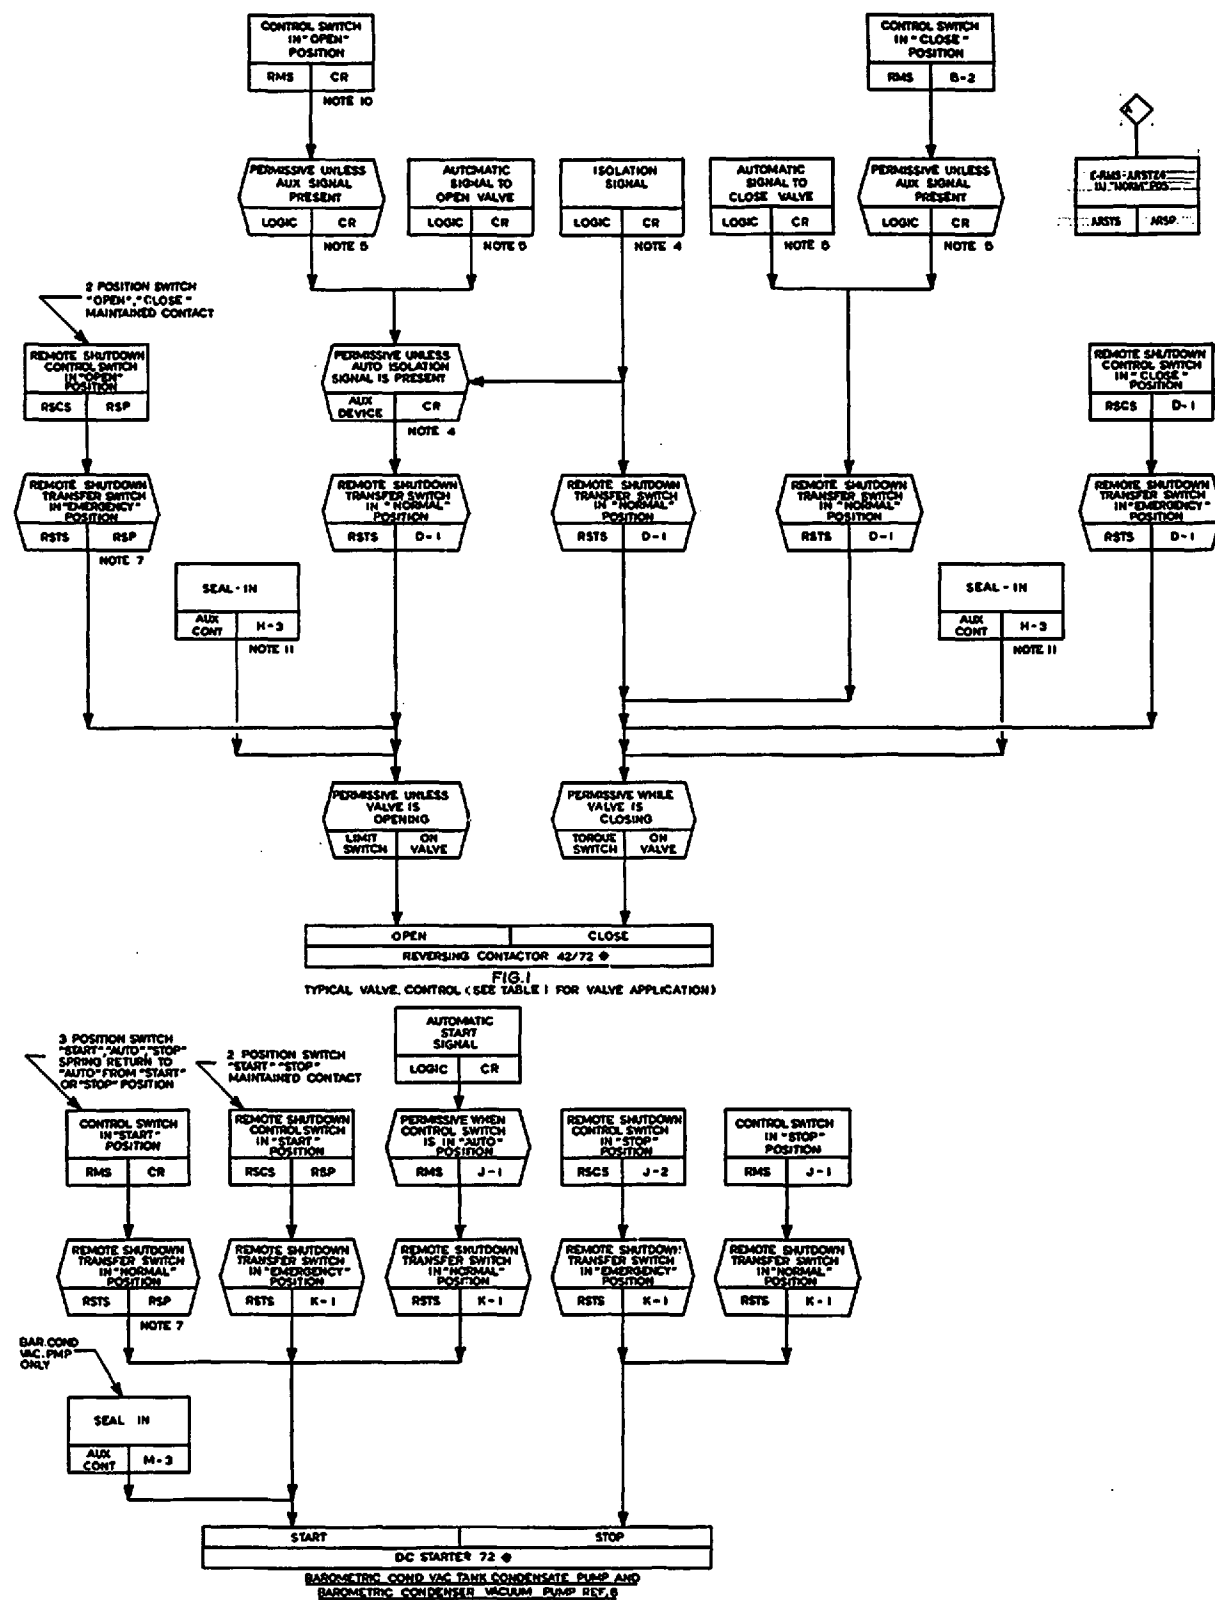 CONTROL SWITCH
IN "OPEN"
POSITION
RMS CR
NOTE 10
CONTROL SWITCH
IN "CLOSE"
POSITION
RMS B-2
A
PERMISSIVE UNLESS
AUX SIGNAL
PRESENT
LOGIC CR
NOTE 5
AUTOMATIC
SIGNAL TO
OPEN VALVE
LOGIC CR
NOTE 5
ISOLATION
SIGNAL
LOGIC CR
NOTE 4
AUTOMATIC
SIGNAL TO
CLOSE VALVE
LOGIC CR
NOTE 6
PERMISSIVE UNLESS
AUX SIGNAL
PRESENT
LOGIC CR
NOTE 5
IN "NORM" POS
ARSTS ARSP
2 POSITION SWITCH
"OPEN", "CLOSE"
MAINTAINED CONTACT
REMOTE SHUTDOWN
CONTROL SWITCH
IN "OPEN"
POSITION
RSCS RSP
PERMISSIVE UNLESS
AUTO ISOLATION
SIGNAL IS PRESENT
AUX
DEVICE CR
NOTE 4
REMOTE SHUTDOWN
CONTROL SWITCH
IN "CLOSE"
POSITION
RSCS D-1
REMOTE SHUTDOWN
TRANSFER SWITCH
IN "EMERGENCY"
POSITION
RSTS RSP
NOTE 7
REMOTE SHUTDOWN
TRANSFER SWITCH
IN "NORMAL"
POSITION
RSTS D-1
REMOTE SHUTDOWN
TRANSFER SWITCH
IN "NORMAL"
POSITION
RSTS D-1
REMOTE SHUTDOWN
TRANSFER SWITCH
IN "NORMAL"
POSITION
RSTS D-1
REMOTE SHUTDOWN
TRANSFER SWITCH
IN "EMERGENCY"
POSITION
RSTS D-1
SEAL-IN
AUX
CONT H-3
NOTE 11
SEAL-IN
AUX
CONT H-3
NOTE 11
PERMISSIVE UNLESS
VALVE IS
OPENING
LIMIT
SWITCH ON
VALVE
PERMISSIVE WHILE
VALVE IS
CLOSING
TORQUE
SWITCH ON
VALVE
OPEN CLOSE
REVERSING CONTACTOR 42/72
FIG.1
TYPICAL VALVE CONTROL (SEE TABLE 1 FOR VALVE APPLICATION)
3 POSITION SWITCH
"START", "AUTO", "STOP"
SPRING RETURN TO
"AUTO" FROM "START"
OR "STOP" POSITION
2 POSITION SWITCH
"START" "STOP"
MAINTAINED CONTACT
AUTOMATIC
START
SIGNAL
LOGIC CR
CONTROL SWITCH
IN "START"
POSITION
RMS CR
REMOTE SHUTDOWN
CONTROL SWITCH
IN "START"
POSITION
RSCS RSP
PERMISSIVE WHEN
CONTROL SWITCH
IS IN "AUTO"
POSITION
RMS J-1
REMOTE SHUTDOWN
CONTROL SWITCH
IN "STOP"
POSITION
RSCS J-2
CONTROL SWITCH
IN "STOP"
POSITION
RMS J-1
REMOTE SHUTDOWN
TRANSFER SWITCH
IN "NORMAL"
POSITION
RSTS RSP
NOTE 7
REMOTE SHUTDOWN
TRANSFER SWITCH
IN "EMERGENCY"
POSITION
RSTS K-1
REMOTE SHUTDOWN
TRANSFER SWITCH
IN "NORMAL"
POSITION
RSTS K-1
REMOTE SHUTDOWN
TRANSFER SWITCH
IN "EMERGENCY"
POSITION
RSTS K-1
REMOTE SHUTDOWN
TRANSFER SWITCH
IN "NORMAL"
POSITION
RSTS K-1
BAR.COND
VAC.PMP
ONLY
SEAL IN
AUX
CONT M-3
START STOP
DC STARTER 72
BAROMETRIC COND VAC TANK CONDENSATE PUMP AND
BAROMETRIC CONDENSER VACUUM PUMP REF. 8